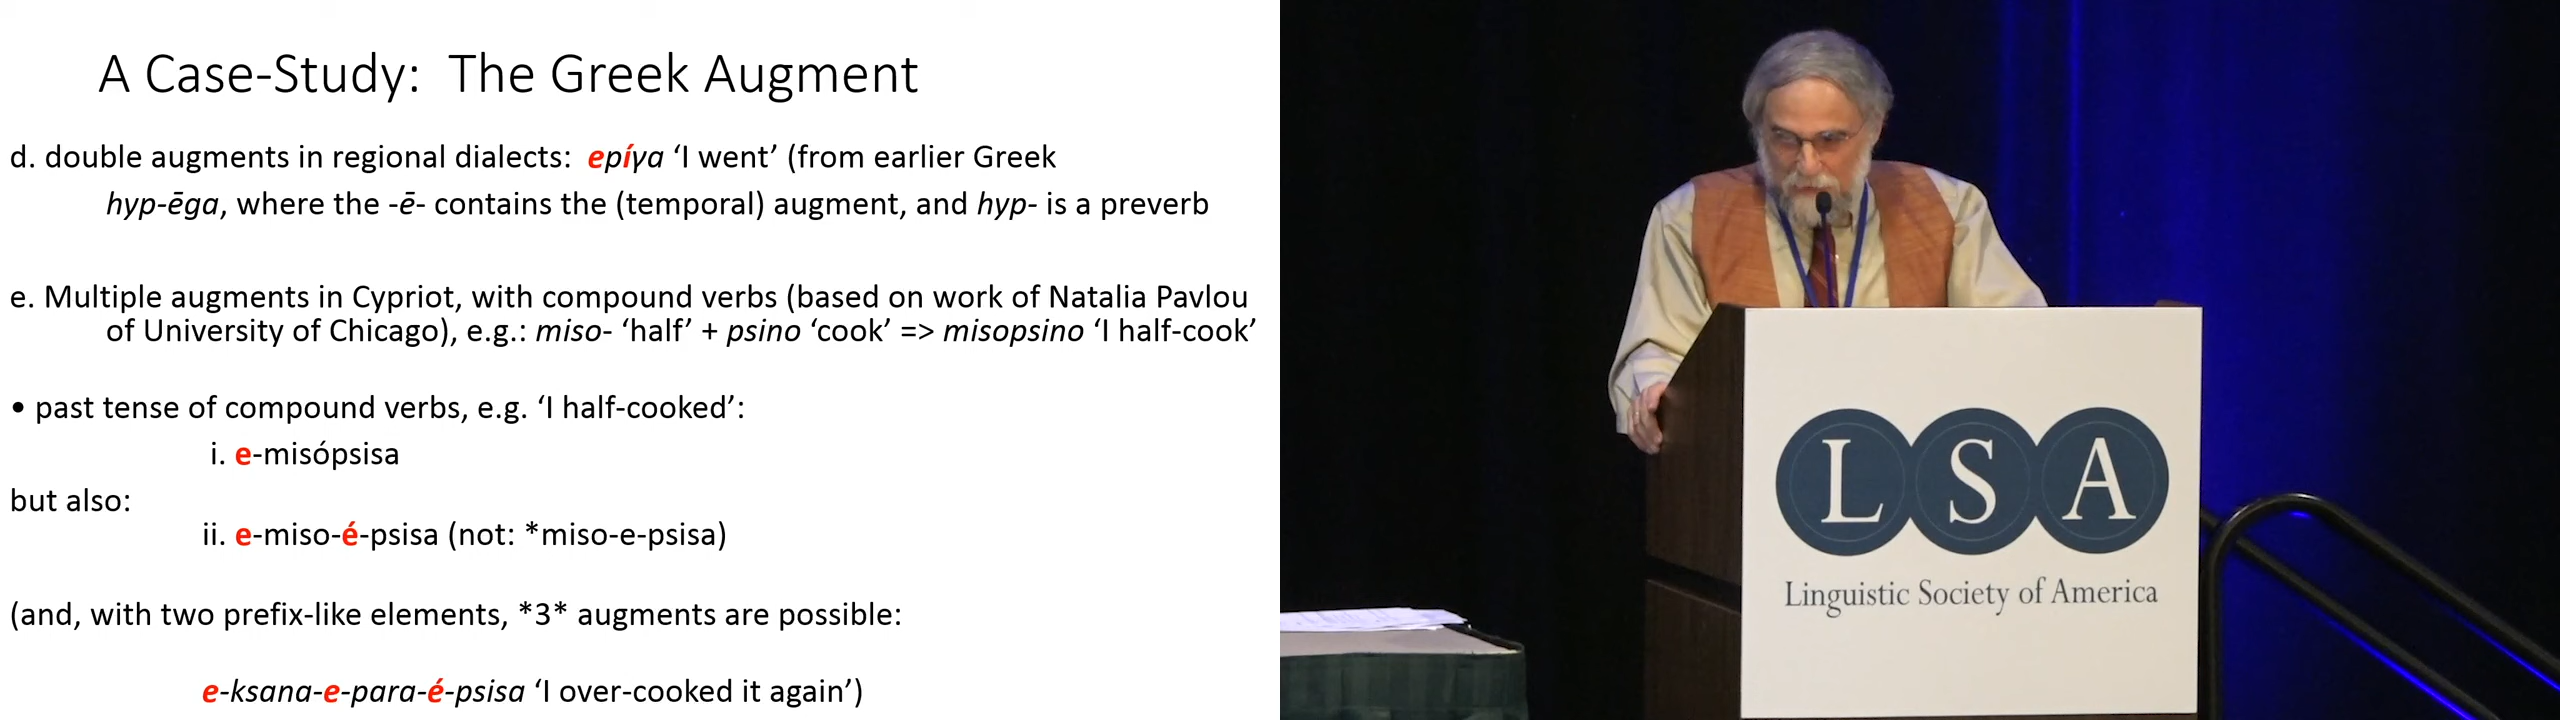 A Case-Study:  The Greek Augment
d. double augments in regional dialects:  epíγa ‘I went’ (from earlier Greek
hyp-ēga, where the -ē- contains the (temporal) augment, and hyp- is a preverb
e. Multiple augments in Cypriot, with compound verbs (based on work of Natalia Pavlou
of University of Chicago), e.g.: miso- ‘half’ + psino ‘cook’ => misopsino ‘I half-cook’
• past tense of compound verbs, e.g. ‘I half-cooked’:
i. e-misópsisa
but also:
ii. e-miso-é-psisa (not: *miso-e-psisa)
(and, with two prefix-like elements, *3* augments are possible:
e-ksana-e-para-é-psisa ‘I over-cooked it again’)
LSA
Linguistic Society of America